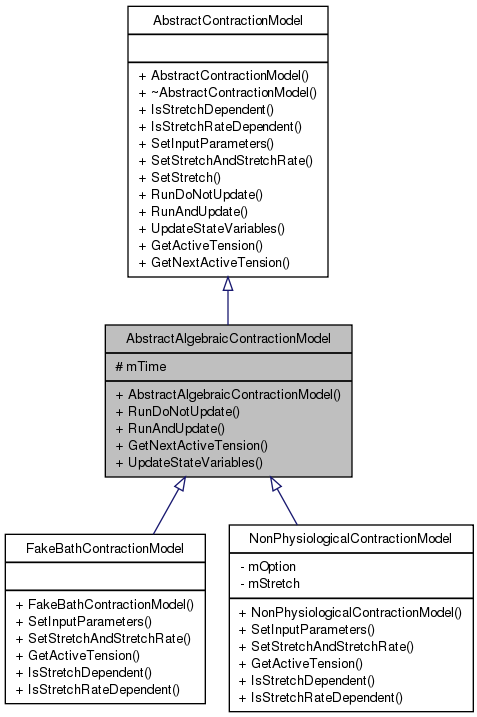 AbstractContractionModel
+ AbstractContractionModel()
+ ~AbstractContractionModel()
+ IsStretchDependent()
+ IsStretchRateDependent()
+ SetInputParameters()
+ SetStretchAndStretchRate()
+ SetStretch()
+ RunDoNotUpdate()
+ RunAndUpdate()
+ UpdateStateVariables()
+ GetActiveTension()
+ GetNextActiveTension()
AbstractAlgebraicContractionModel
# mTime
+ AbstractAlgebraicContractionModel()
+ RunDoNotUpdate()
+ RunAndUpdate()
+ GetNextActiveTension()
+ UpdateStateVariables()
FakeBathContractionModel
+ FakeBathContractionModel()
+ SetInputParameters()
+ SetStretchAndStretchRate()
+ GetActiveTension()
+ IsStretchDependent()
+ IsStretchRateDependent()
NonPhysiologicalContractionModel
- mOption
- mStretch
+ NonPhysiologicalContractionModel()
+ SetInputParameters()
+ SetStretchAndStretchRate()
+ GetActiveTension()
+ IsStretchDependent()
+ IsStretchRateDependent()